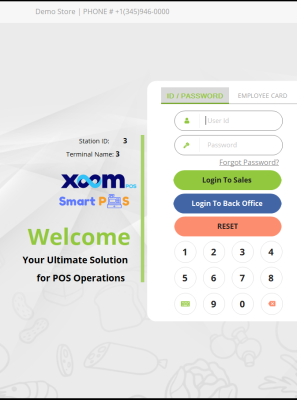 Demo Store | PHONE # +1(345)946-0000
Station ID: 3
Terminal Name: 3
xoom POS
Smart POS
Welcome
Your Ultimate Solution
for POS Operations
ID / PASSWORD
EMPLOYEE CARD
User Id
Password
Forgot Password?
Login To Sales
Login To Back Office
RESET
1 2 3 4
5 6 7 8
9 0